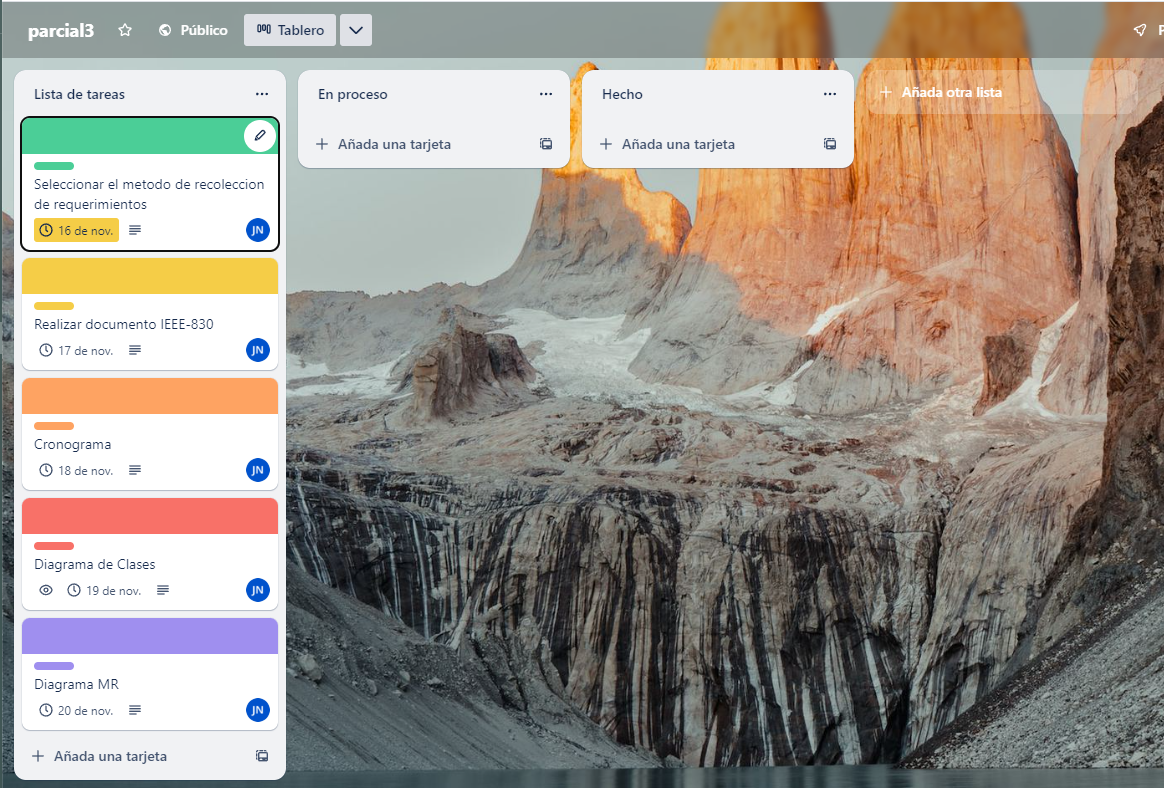 parcial3
Público
Tablero
P
Lista de tareas
Seleccionar el metodo de recoleccion
de requerimientos
16 de nov.
JN
Realizar documento IEEE-830
17 de nov.
JN
Cronograma
18 de nov.
JN
Diagrama de Clases
19 de nov.
JN
Diagrama MR
20 de nov.
JN
Añada una tarjeta
En proceso
Añada una tarjeta
Hecho
Añada una tarjeta
Añada otra lista